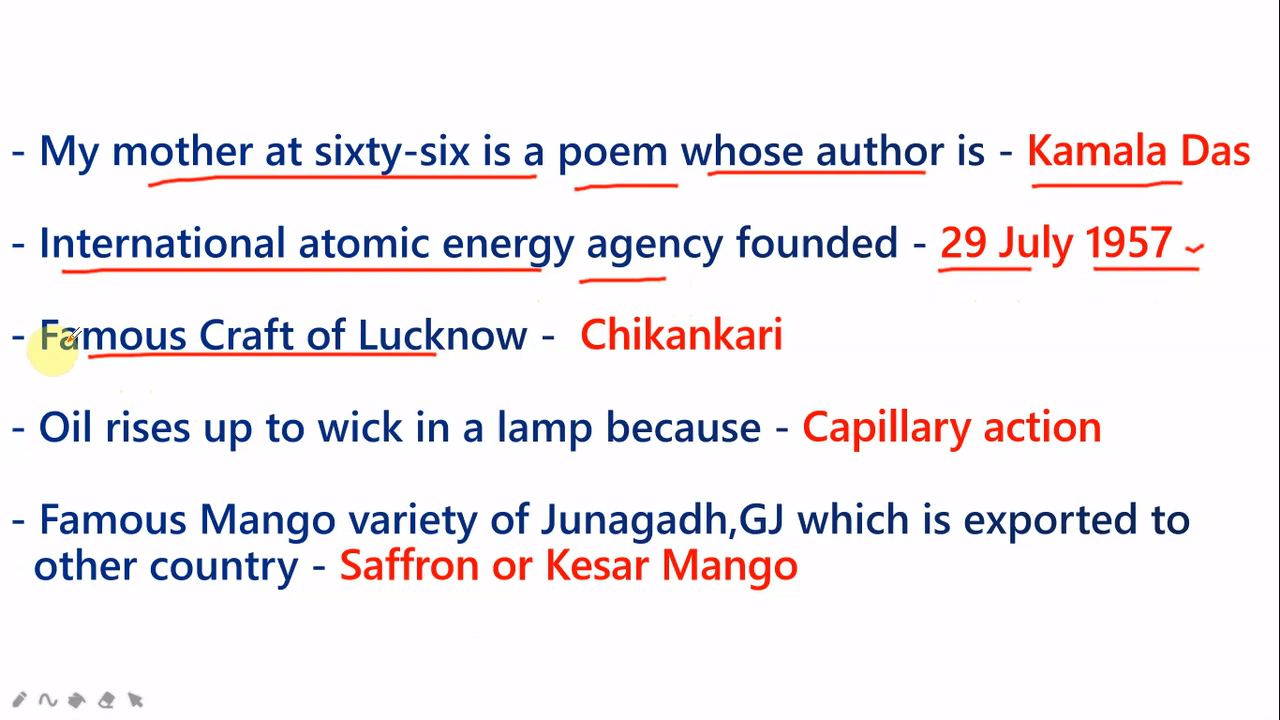 - My mother at sixty-six is a poem whose author is - Kamala Das
- International atomic energy agency founded - 29 July 1957
- Famous Craft of Lucknow - Chikankari
- Oil rises up to wick in a lamp because - Capillary action
- Famous Mango variety of Junagadh,GJ which is exported to
other country - Saffron or Kesar Mango